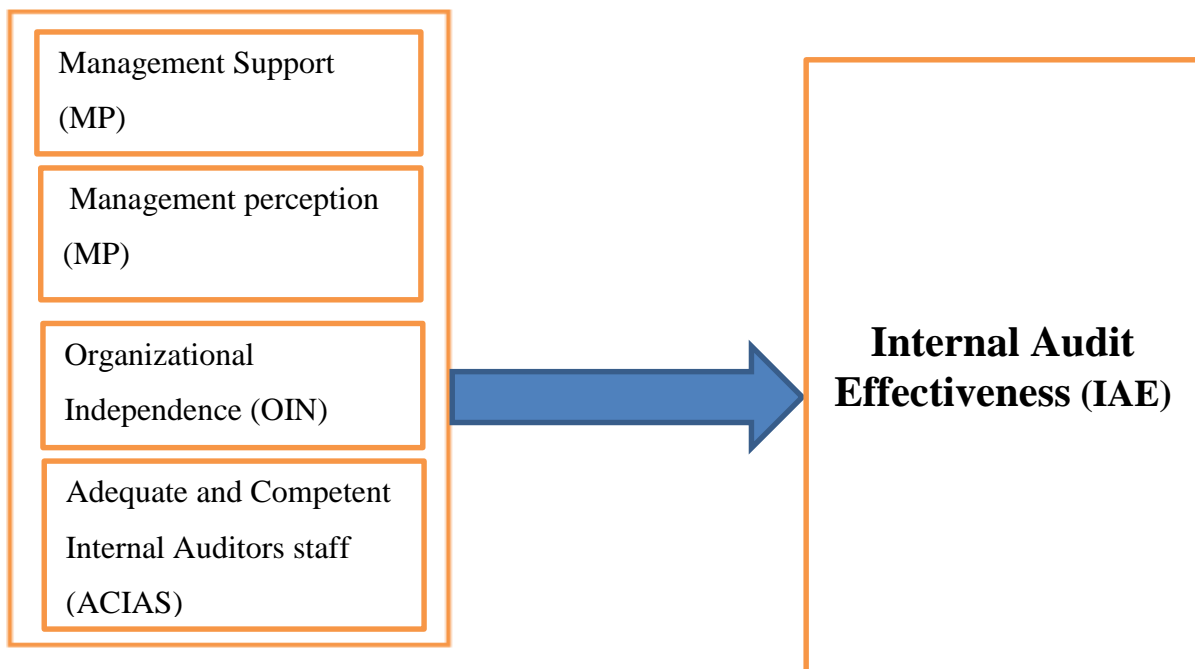 Management Support
(MP)
Management perception
(MP)
Organizational
Independence (OIN)
Adequate and Competent
Internal Auditors staff
(ACIAS)
Internal Audit
Effectiveness (IAE)